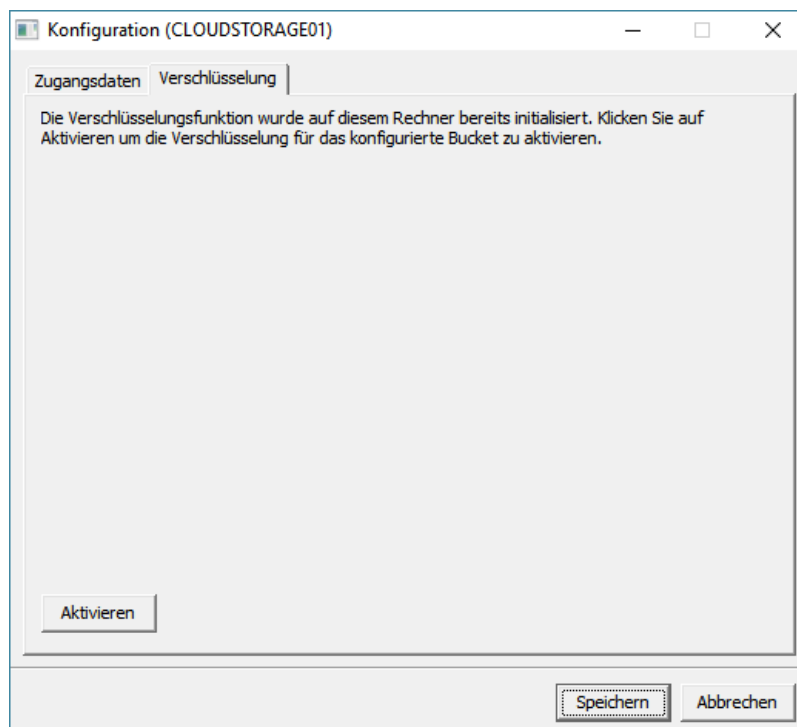 Konfiguration (CLOUDSTORAGE01)
Zugangsdaten Verschlüsselung
Die Verschlüsselungsfunktion wurde auf diesem Rechner bereits initialisiert. Klicken Sie auf
Aktivieren um die Verschlüsselung für das konfigurierte Bucket zu aktivieren.
Aktivieren
Speichern Abbrechen